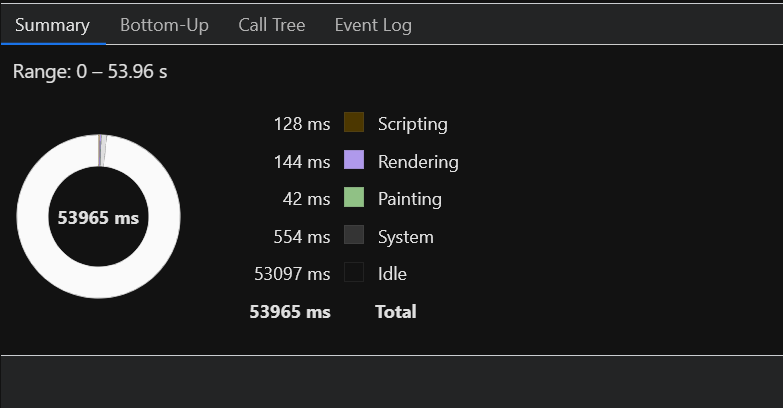 Summary Bottom-Up Call Tree Event Log
Range: 0 – 53.96 s
128 ms Scripting
144 ms Rendering
42 ms Painting
554 ms System
53097 ms Idle
53965 ms Total
53965 ms